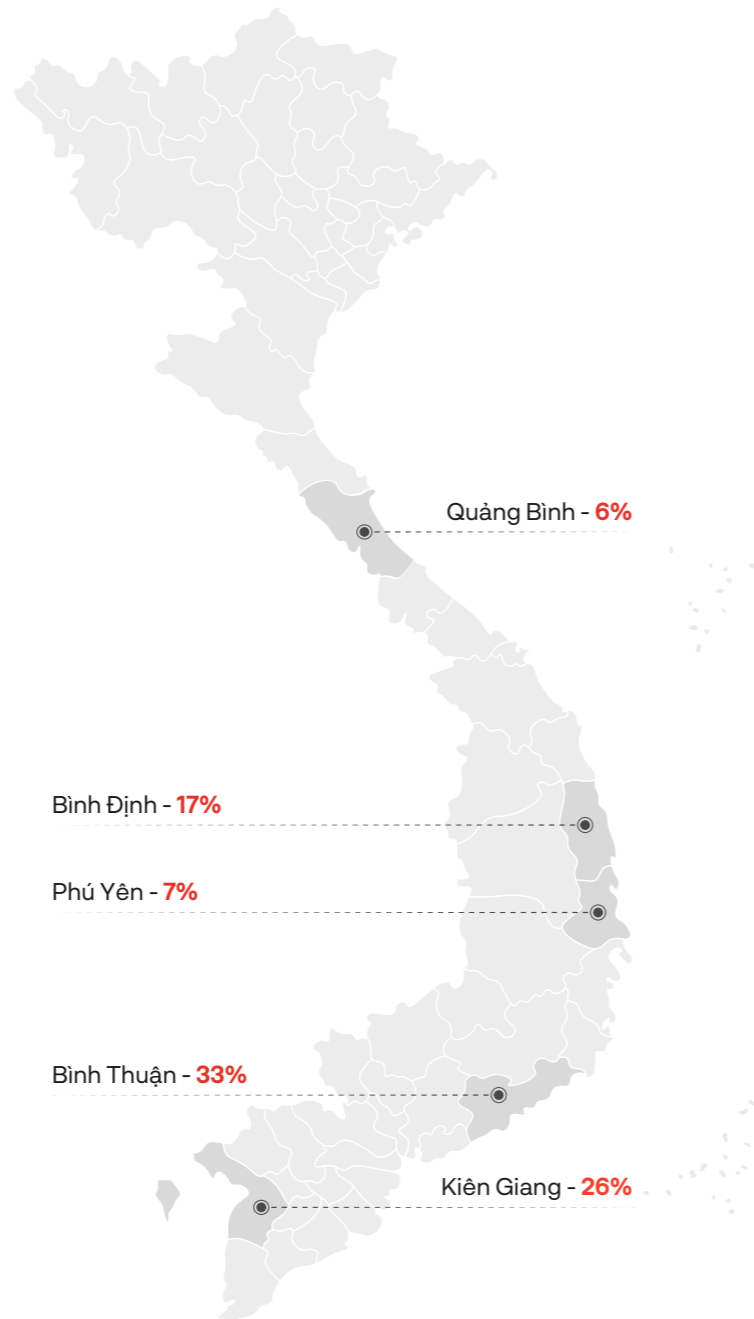 Quảng Bình - 6%
Bình Định - 17%
Phú Yên - 7%
Bình Thuận - 33%
Kiên Giang - 26%